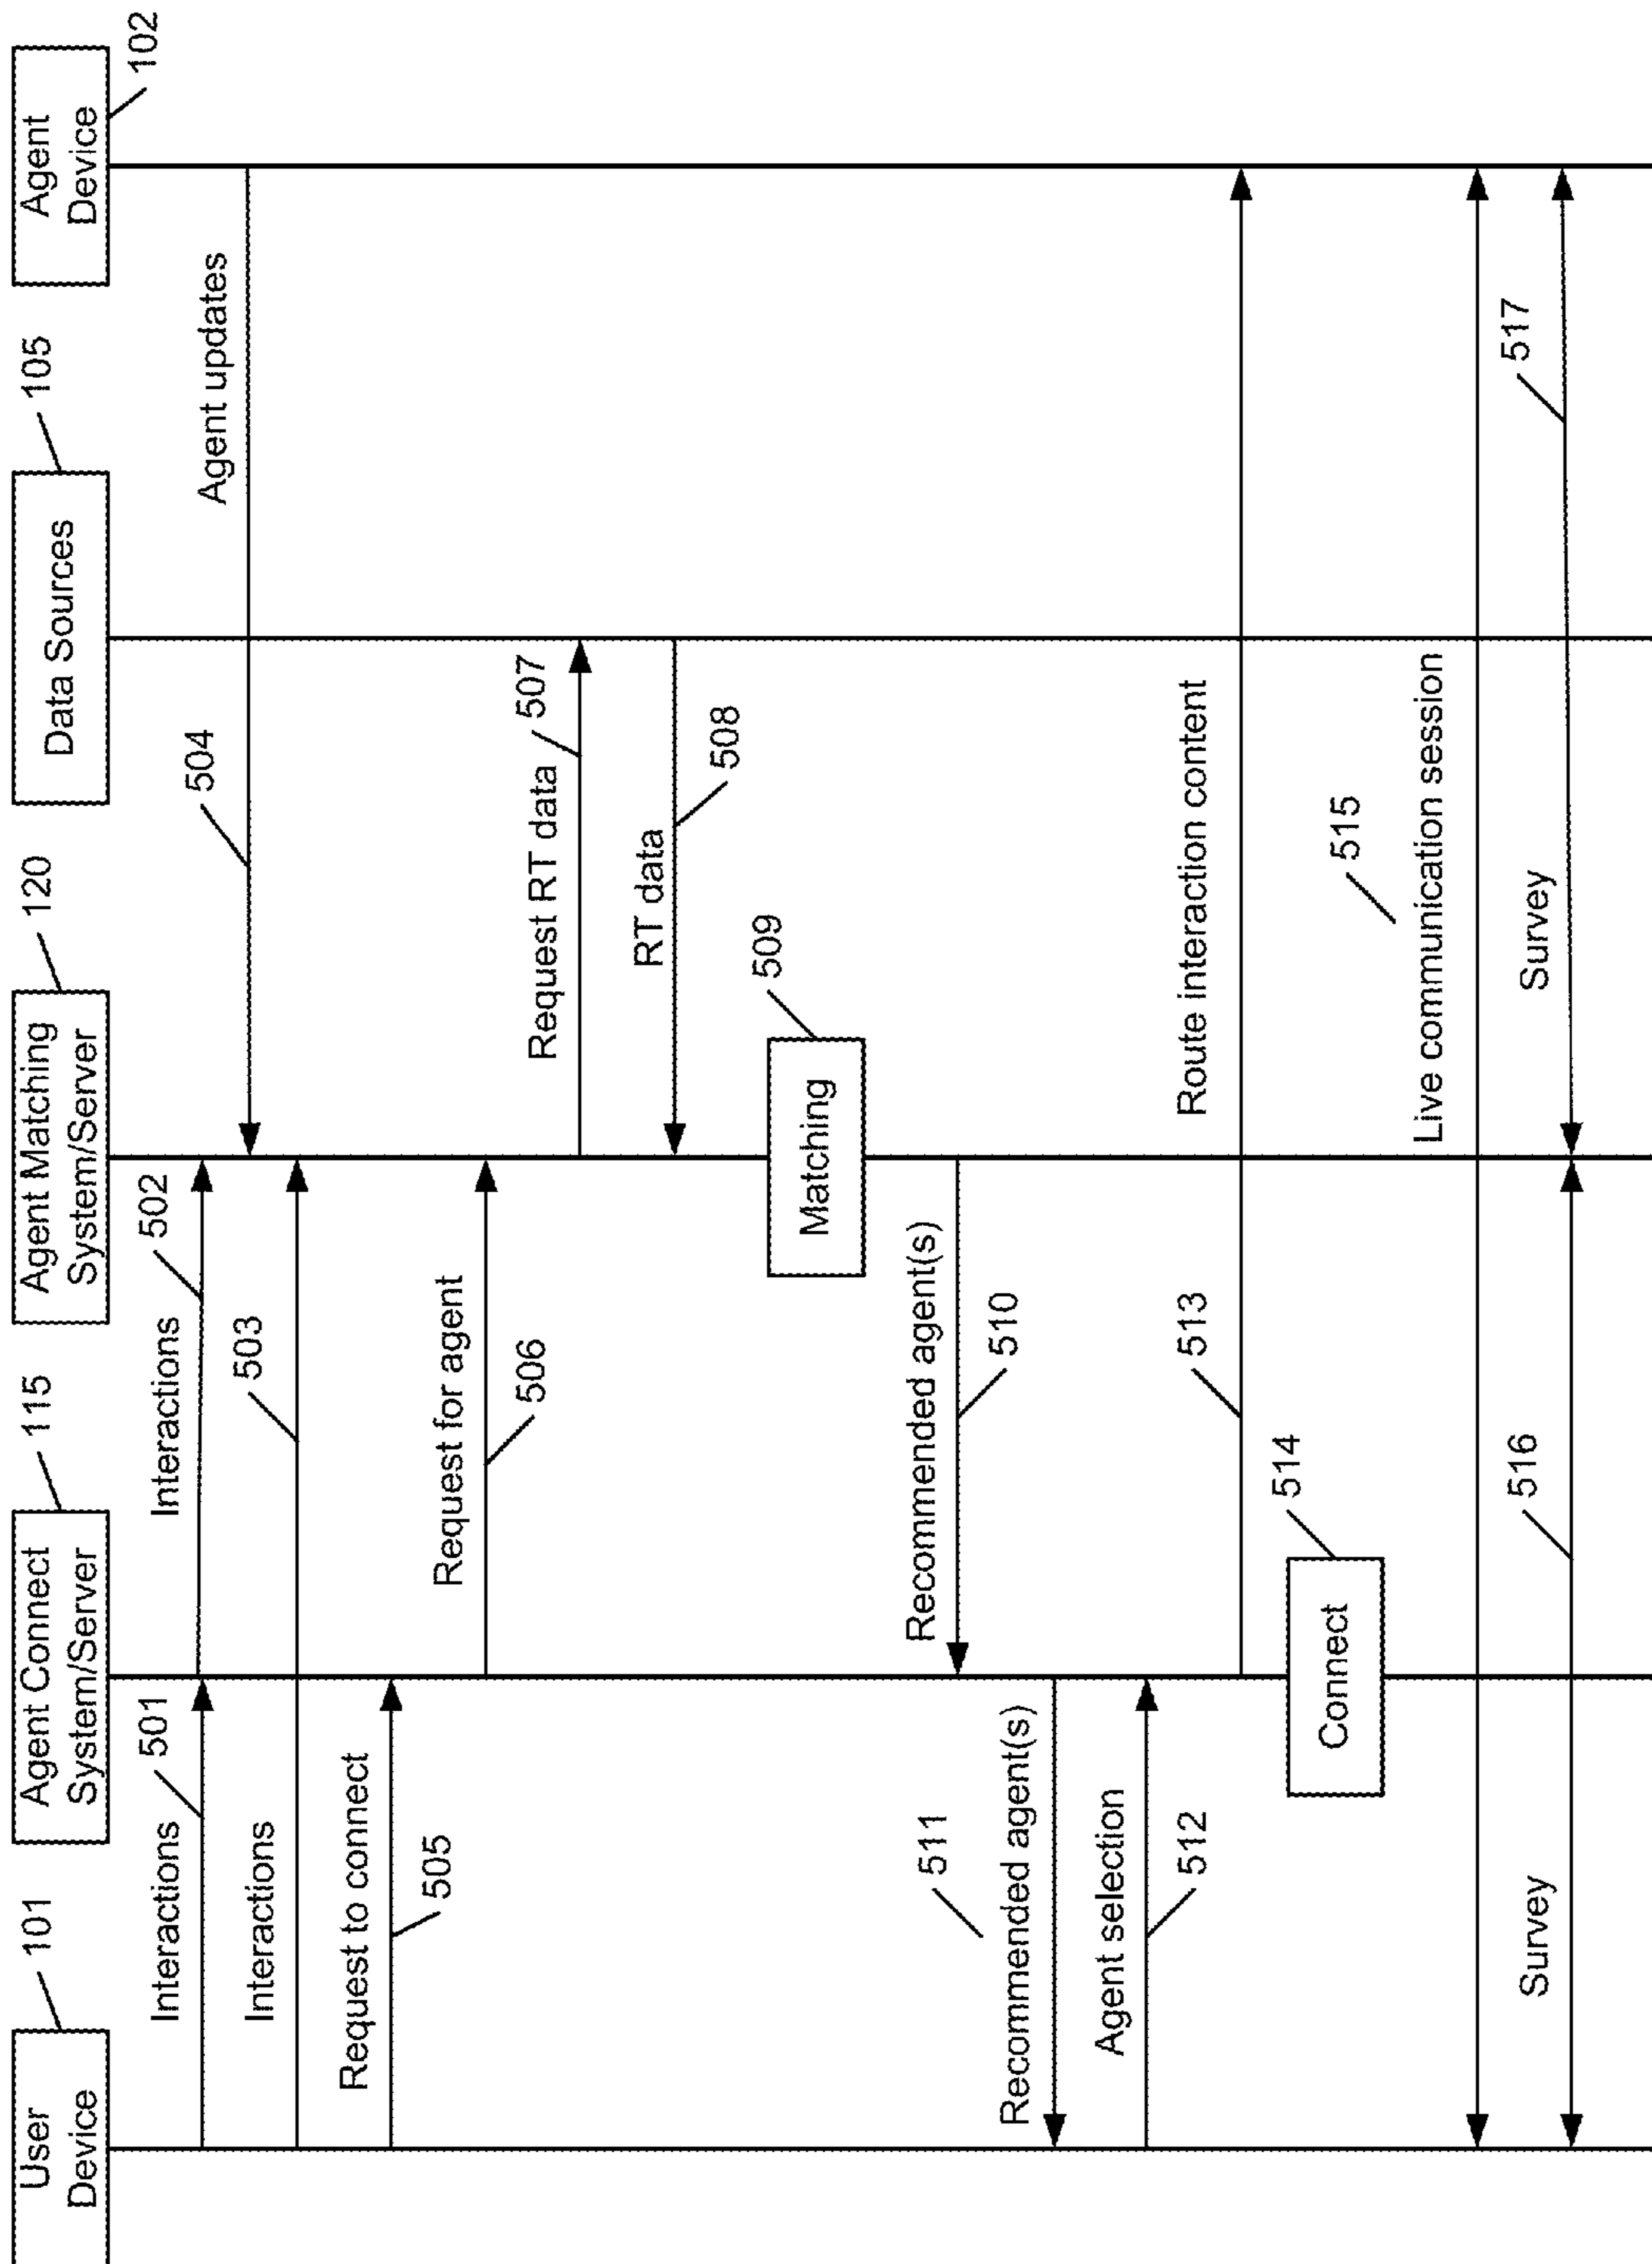 User
Device
101
Agent Connect
System/Server
115
Agent Matching
System/Server
120
Data Sources
105
Agent
Device
102
Interactions
501
Interactions
502
Agent updates
504
Interactions
503
Request to connect
505
Request for agent
506
Request RT data
507
RT data
508
Matching
509
Recommended agent(s)
510
511
Recommended agent(s)
Agent selection
512
Route interaction content
513
Connect
514
515
Live communication session
Survey
516
Survey
517